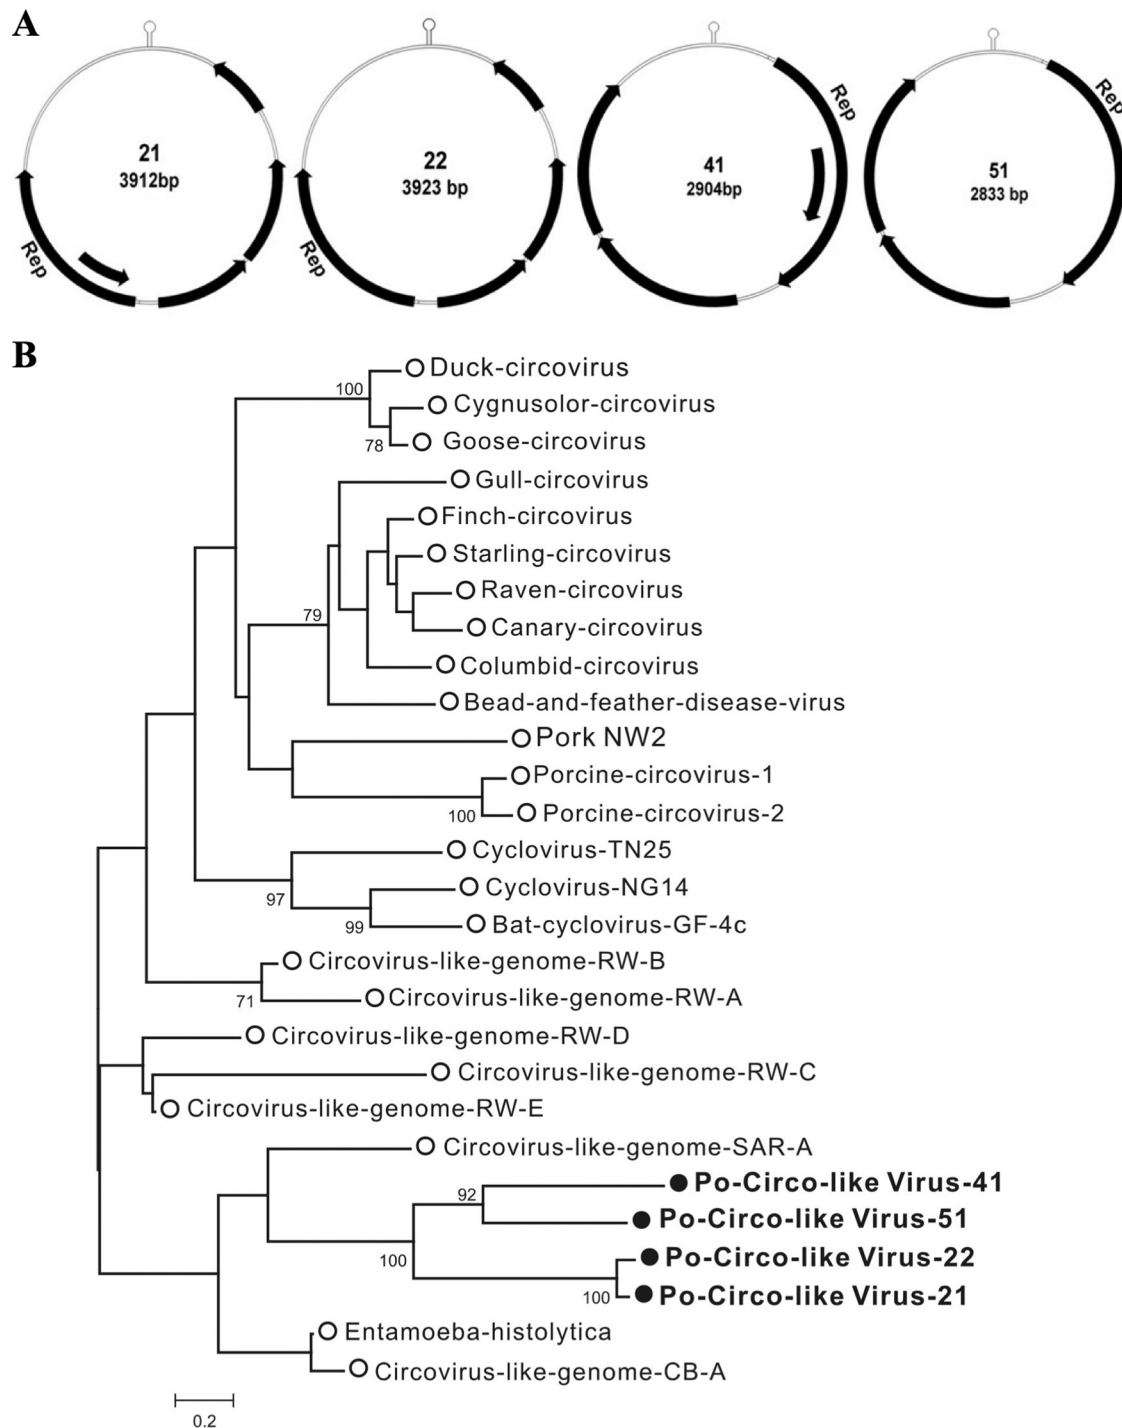 A
21
3912bp
Rep
22
3923 bp
Rep
41
2904bp
Rep
51
2833 bp
Rep
B
Duck-circovirus
100
Cygnusolor-circovirus
Goose-circovirus
78
Gull-circovirus
Finch-circovirus
Starling-circovirus
Raven-circovirus
79
Canary-circovirus
Columbid-circovirus
Bead-and-feather-disease-virus
Pork NW2
Porcine-circovirus-1
Porcine-circovirus-2
100
Cyclovirus-TN25
Cyclovirus-NG14
97
Bat-cyclovirus-GF-4c
99
Circovirus-like-genome-RW-B
Circovirus-like-genome-RW-A
71
Circovirus-like-genome-RW-D
Circovirus-like-genome-RW-C
Circovirus-like-genome-RW-E
Circovirus-like-genome-SAR-A
Po-Circo-like Virus-41
92
Po-Circo-like Virus-51
Po-Circo-like Virus-22
100
Po-Circo-like Virus-21
100
Entamoeba-histolytica
Circovirus-like-genome-CB-A
0.2